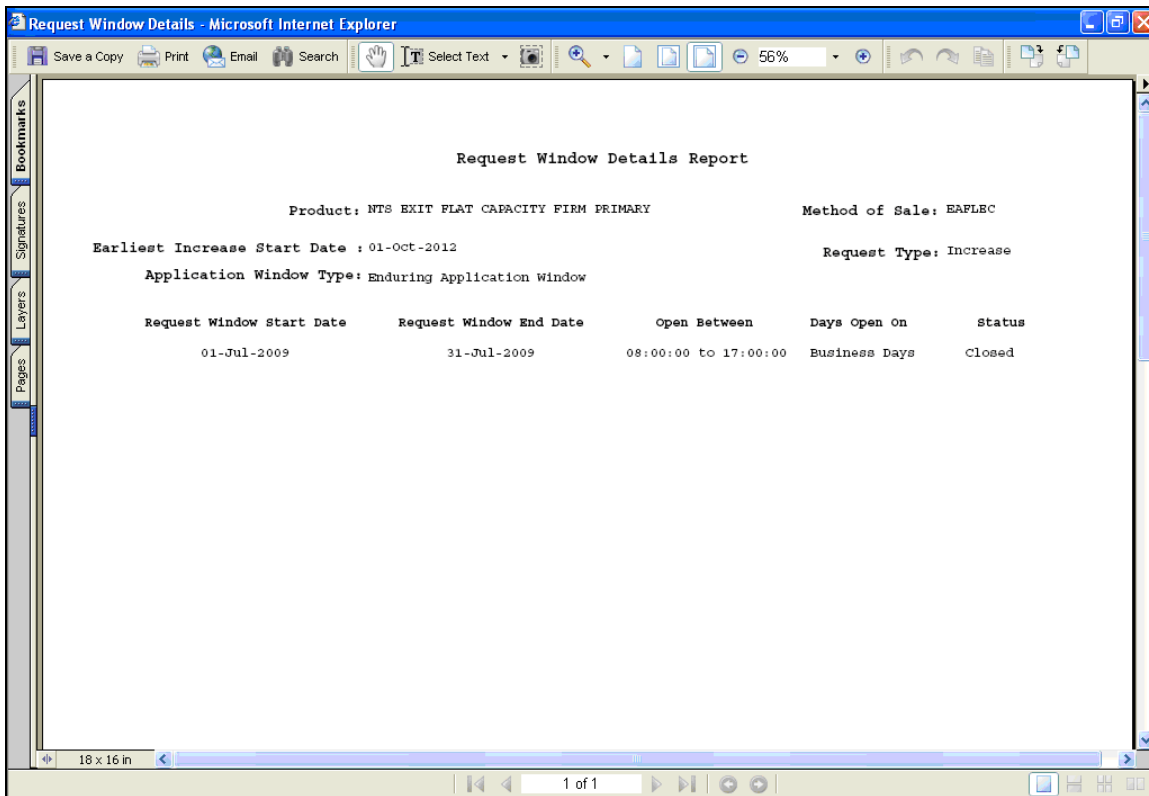 Request Window Details - Microsoft Internet Explorer
Save a Copy Print Email Search Select Text 56%
Bookmarks
Signatures
Layers
Pages
Request Window Details Report
Product: NTS EXIT FLAT CAPACITY FIRM PRIMARY Method of Sale: EAFLEC
Earliest Increase Start Date : 01-Oct-2012 Request Type: Increase
Application Window Type: Enduring Application Window
Request Window Start Date Request Window End Date Open Between Days Open On Status
01-Jul-2009 31-Jul-2009 08:00:00 to 17:00:00 Business Days Closed
18 x 16 in
1 of 1